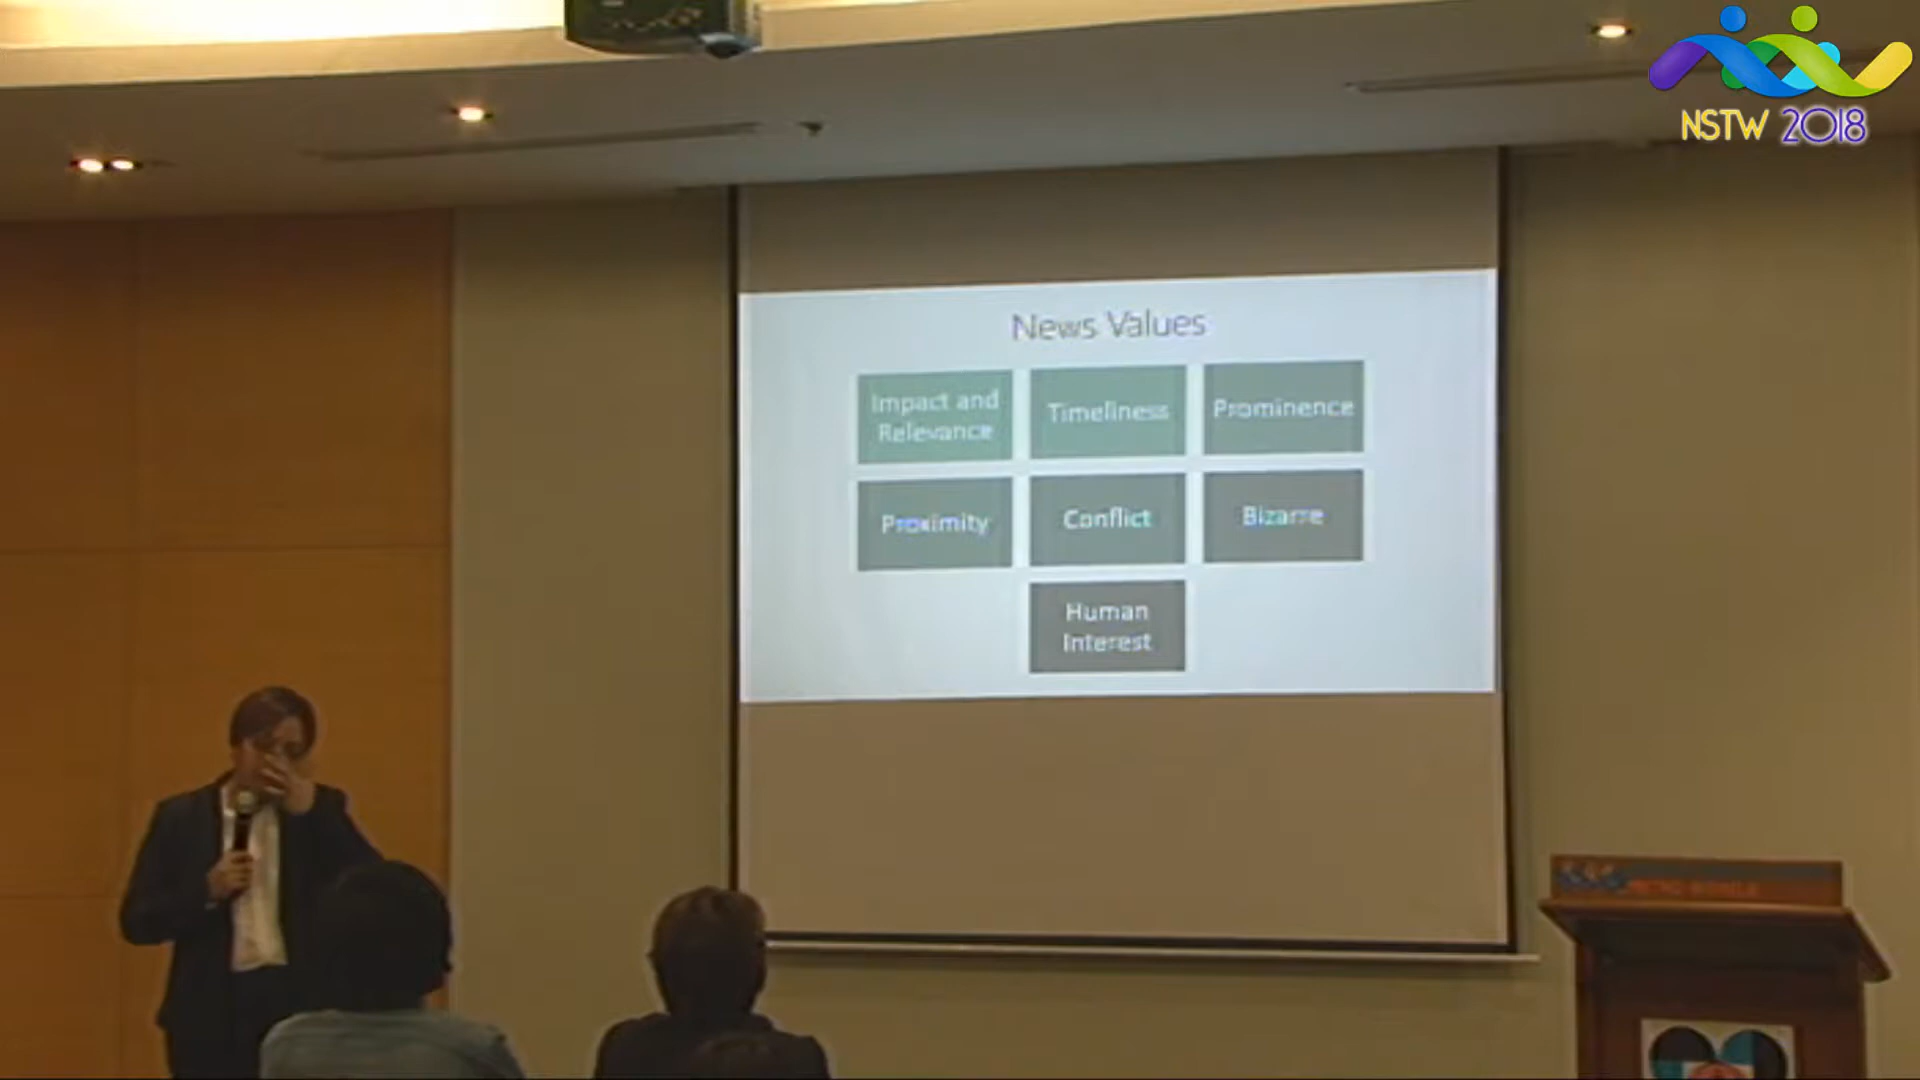 NSTW 2018
News Values
Impact and
Relevance
Timeliness
Prominence
Proximity
Conflict
Bizarre
Human
Interest